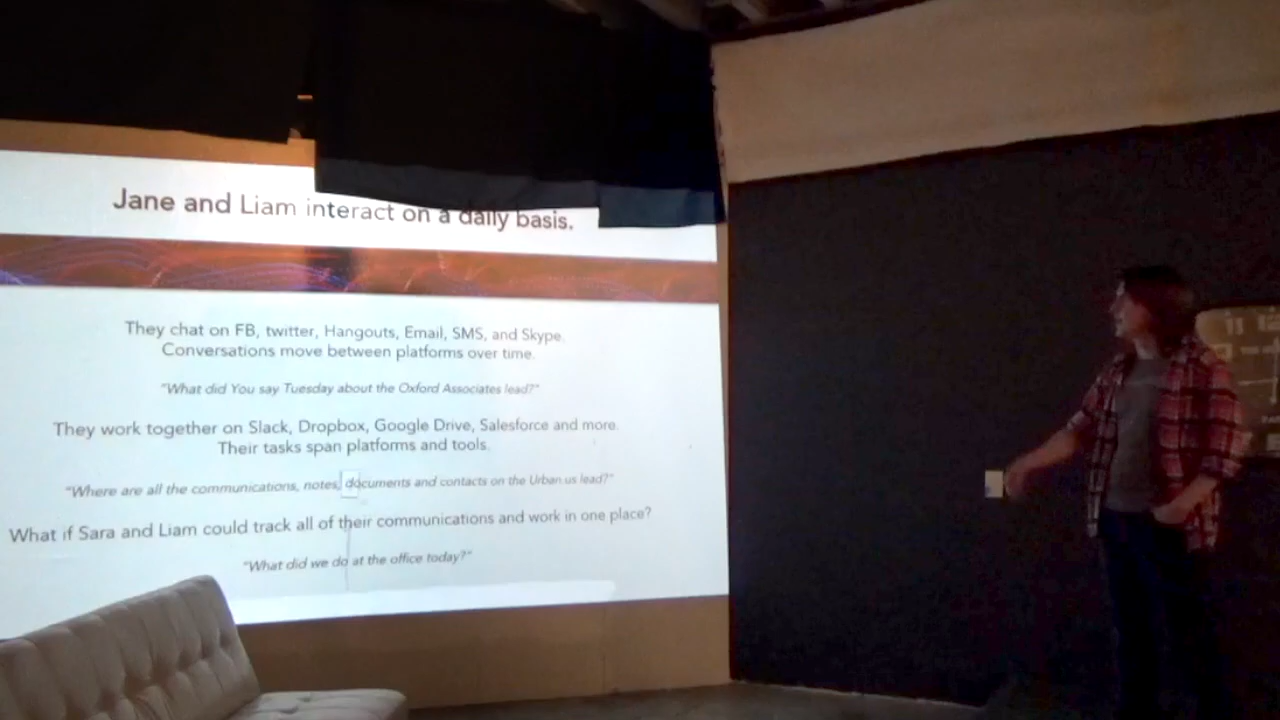 Jane and Liam interact on a daily basis.
They chat on FB, twitter, Hangouts, Email, SMS, and Skype.
Conversations move between platforms over time.
"What did You say Tuesday about the Oxford Associates lead?"
They work together on Slack, Dropbox, Google Drive, Salesforce and more.
Their tasks span platforms and tools.
"Where are all the communications, notes, documents and contacts on the Urban.us lead?"
What if Sara and Liam could track all of their communications and work in one place?
"What did we do at the office today?"
11 12